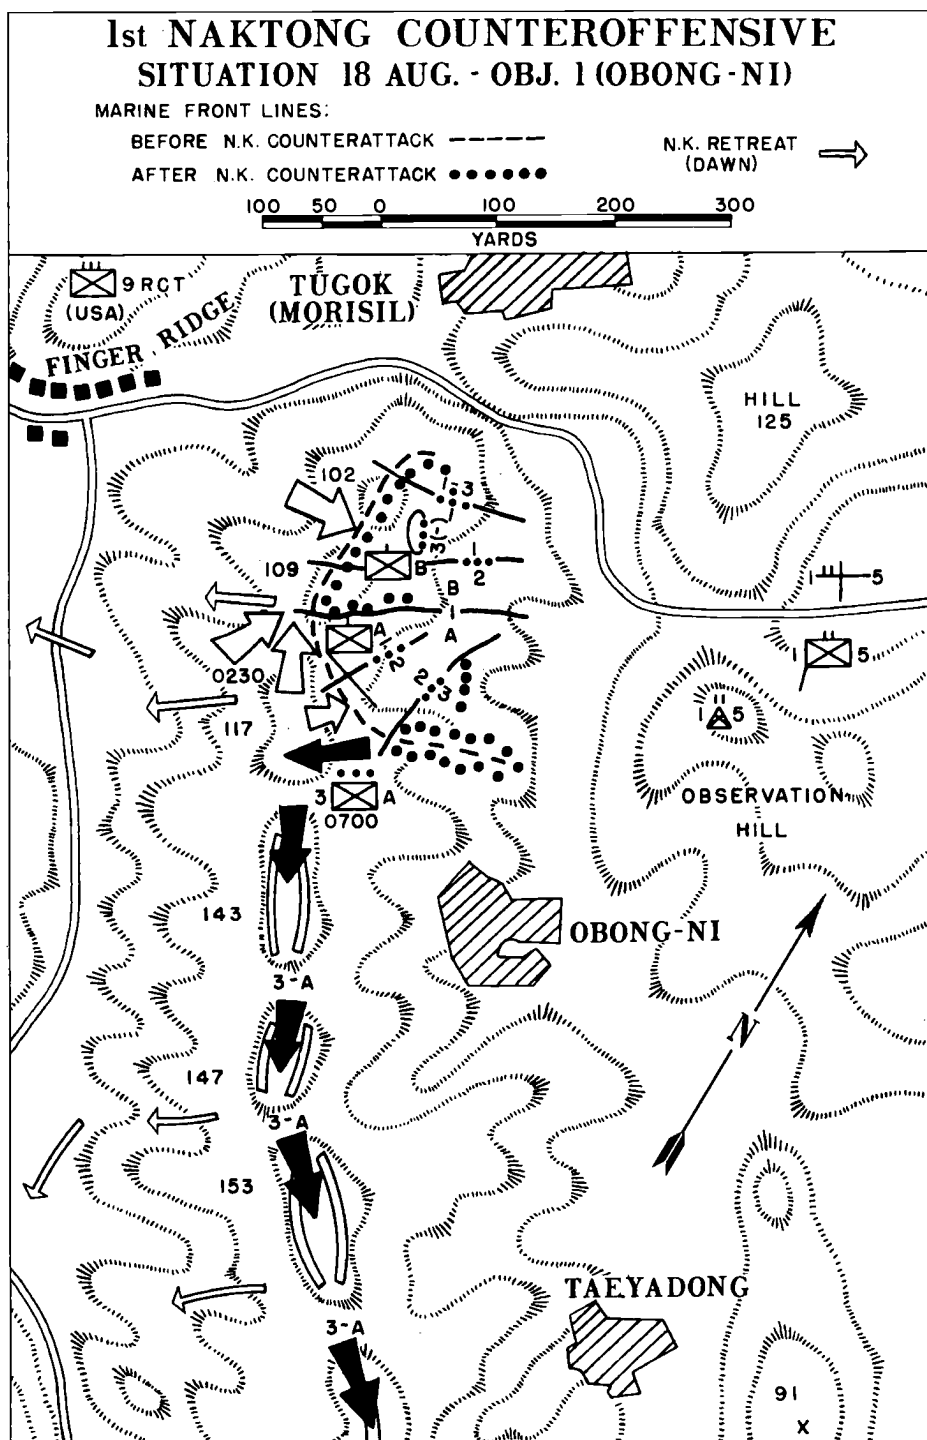 1st NAKTONG COUNTEROFFENSIVE
SITUATION 18 AUG. - OBJ. 1 (OBONG-NI)
MARINE FRONT LINES:
BEFORE N.K. COUNTERATTACK
AFTER N.K. COUNTERATTACK
N.K. RETREAT
(DAWN)
100 50 0 100 200 300
YARDS
9 RCT
(USA)
TUGOK
(MORISIL)
FINGER RIDGE
HILL
125
102
1
3
3(-)
109
B
1
2
B
A
1 5
A
1
2
0230
2
3
1 5
1 5
117
OBSERVATION
HILL
3 A
0700
143
OBONG-NI
3-A
N
147
3-A
153
TAEYADONG
3-A
91
X